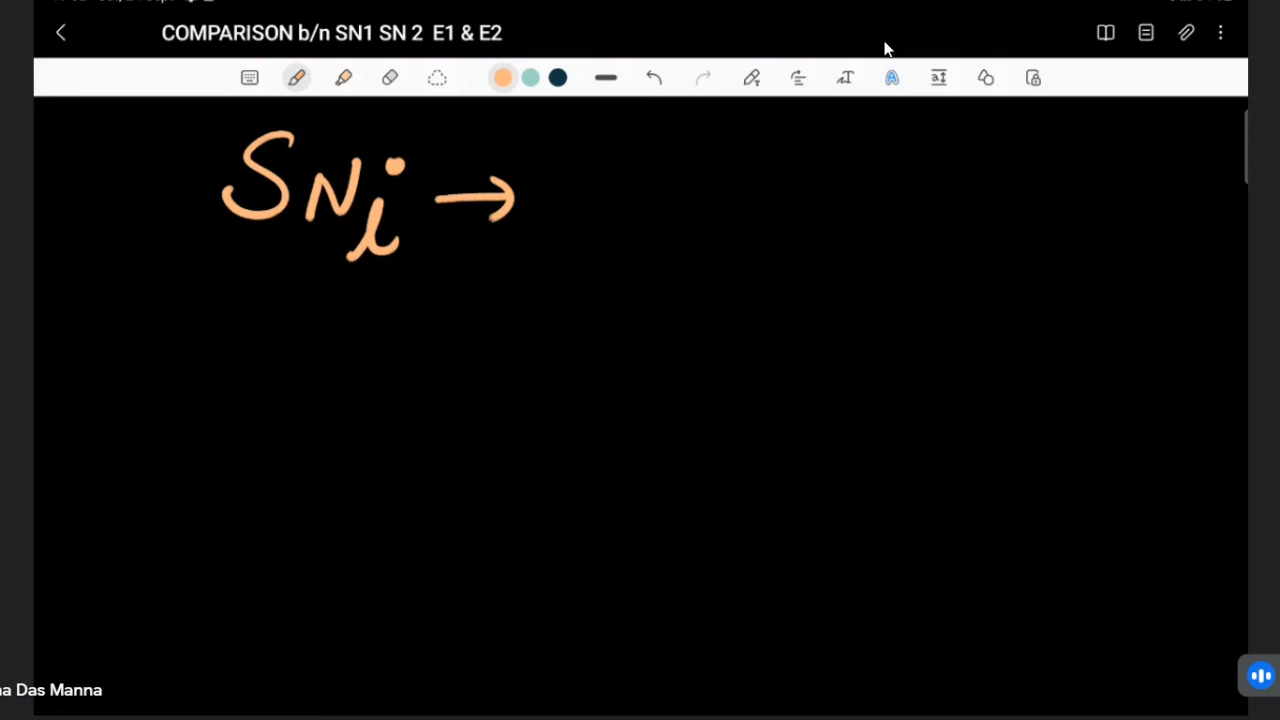 COMPARISON b/n SN1 SN 2 E1 & E2
SNi →
Das Manna